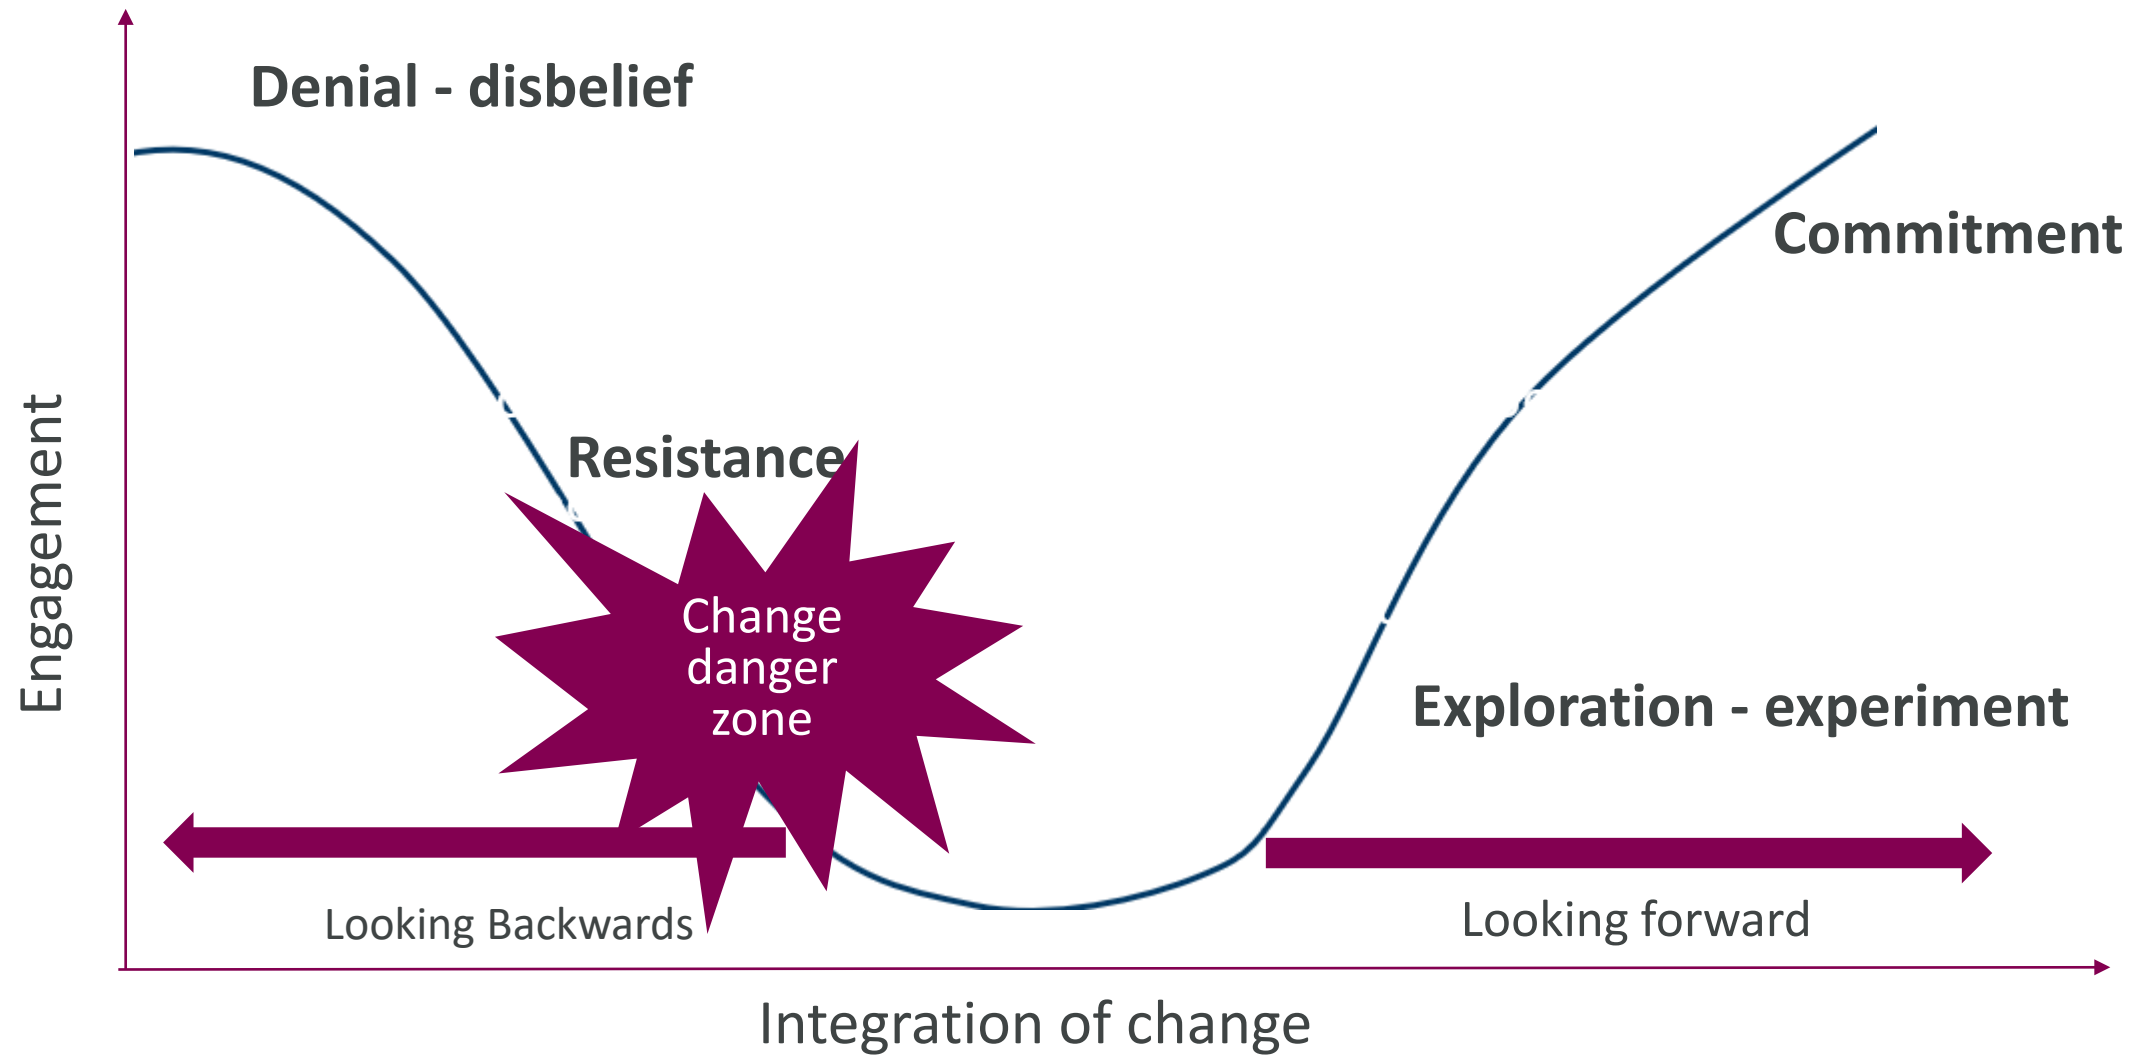 Denial - disbelief
Commitment
Engagement
Resistance
Change
danger
zone
Exploration - experiment
Looking Backwards
Looking forward
Integration of change